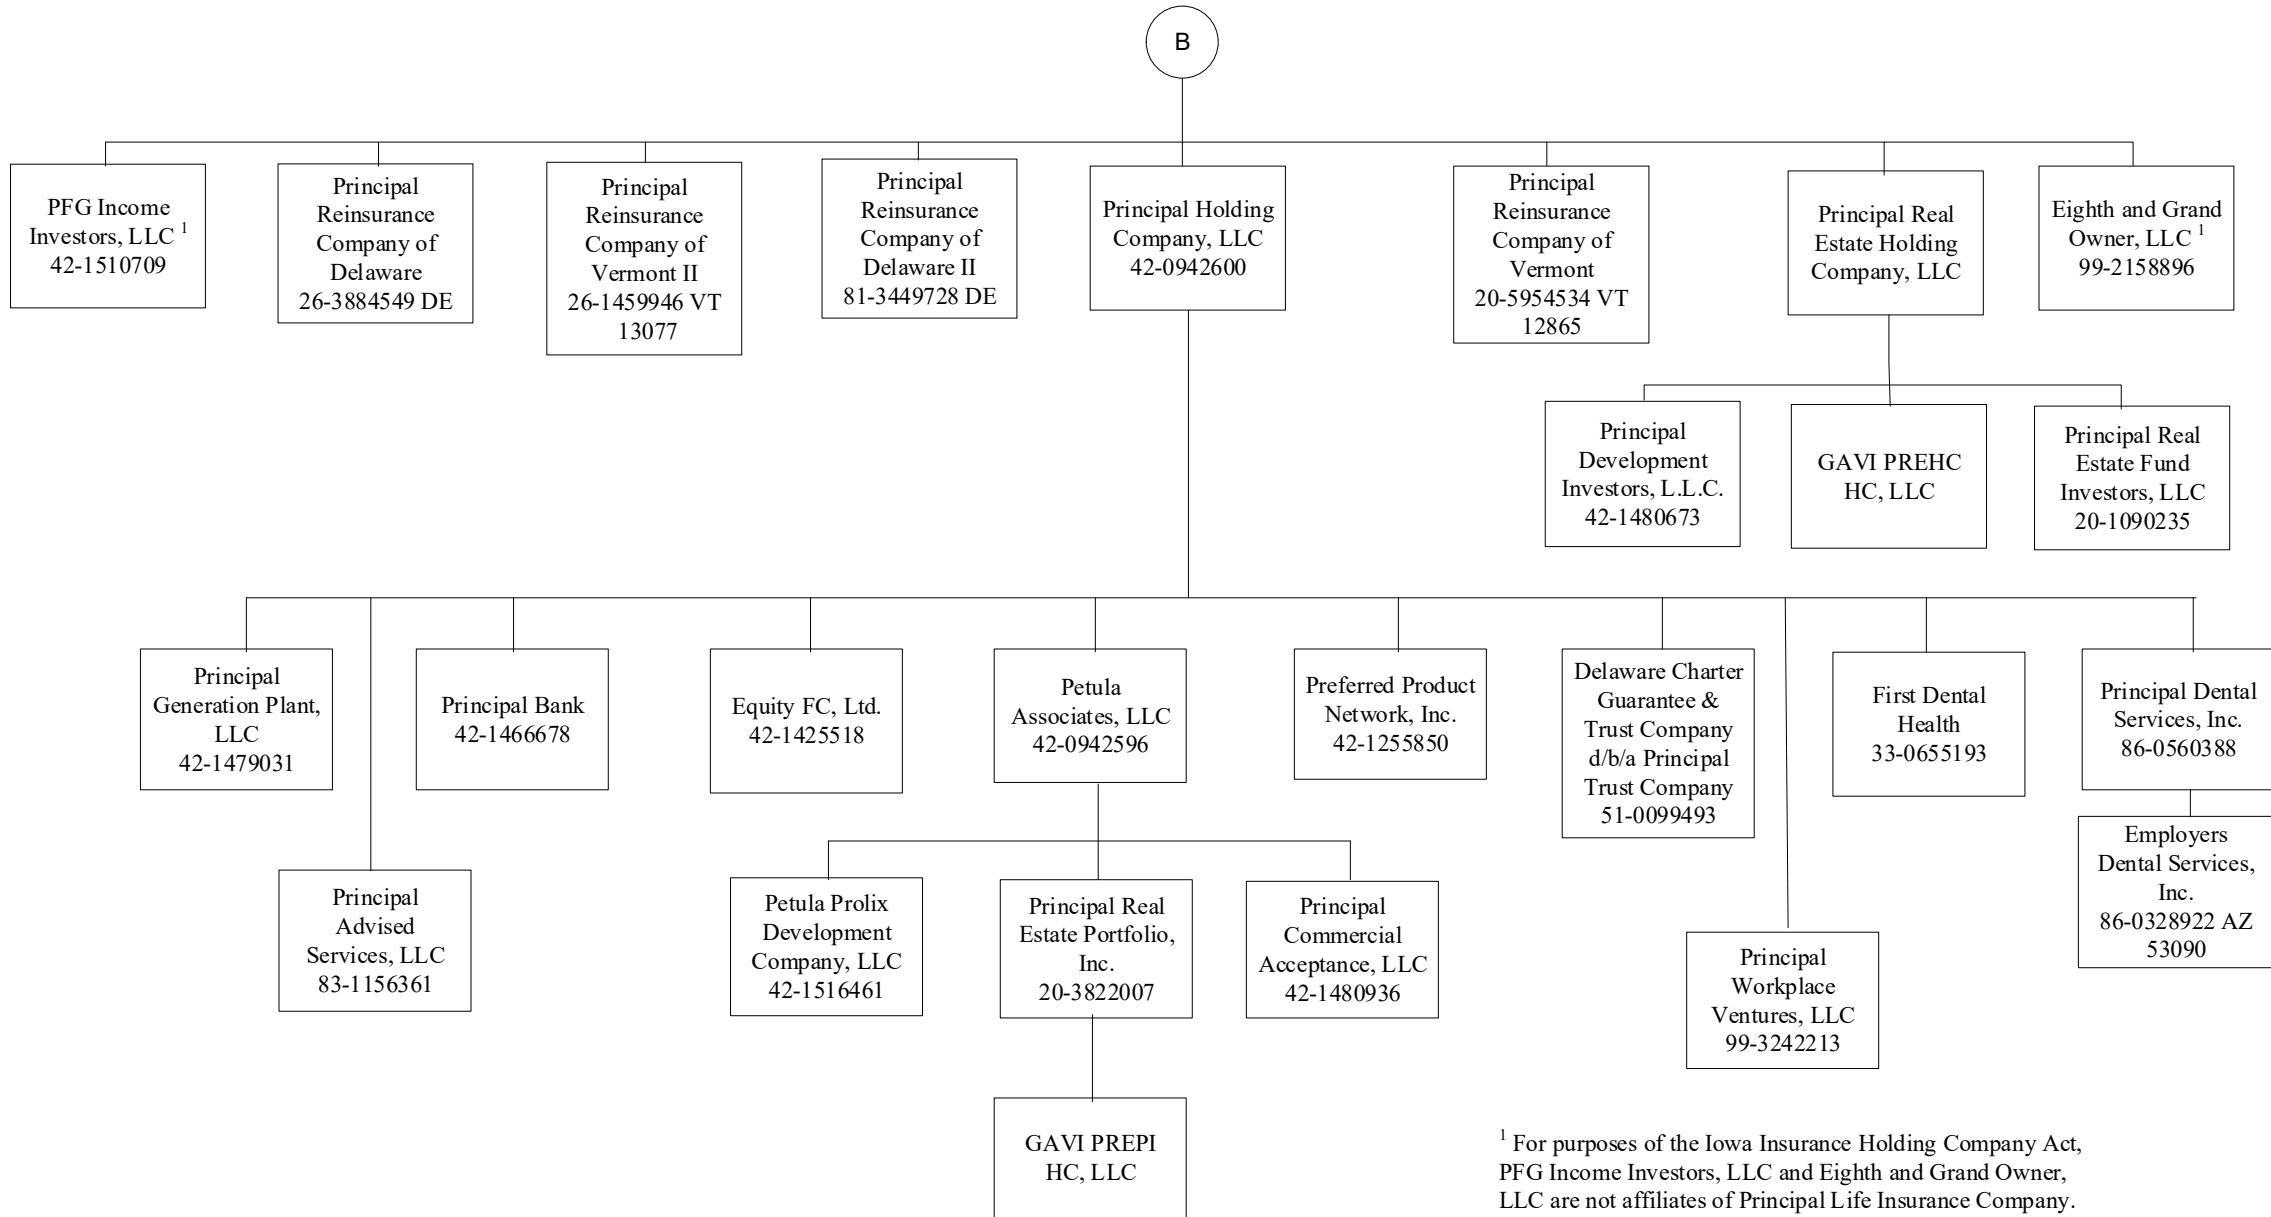 B
PFG Income
Investors, LLC 1
42-1510709
Principal
Reinsurance
Company of
Delaware
26-3884549 DE
Principal
Reinsurance
Company of
Vermont II
26-1459946 VT
13077
Principal
Reinsurance
Company of
Delaware II
81-3449728 DE
Principal Holding
Company, LLC
42-0942600
Principal
Reinsurance
Company of
Vermont
20-5954534 VT
12865
Principal Real
Estate Holding
Company, LLC
Eighth and Grand
Owner, LLC 1
99-2158896
Principal
Development
Investors, L.L.C.
42-1480673
GAVI PREHC
HC, LLC
Principal Real
Estate Fund
Investors, LLC
20-1090235
Principal
Generation Plant,
LLC
42-1479031
Principal Bank
42-1466678
Equity FC, Ltd.
42-1425518
Petula
Associates, LLC
42-0942596
Preferred Product
Network, Inc.
42-1255850
Delaware Charter
Guarantee &
Trust Company
d/b/a Principal
Trust Company
51-0099493
First Dental
Health
33-0655193
Principal Dental
Services, Inc.
86-0560388
Principal
Advised
Services, LLC
83-1156361
Petula Prolix
Development
Company, LLC
42-1516461
Principal Real
Estate Portfolio,
Inc.
20-3822007
Principal
Commercial
Acceptance, LLC
42-1480936
Principal
Workplace
Ventures, LLC
99-3242213
Employers
Dental Services,
Inc.
86-0328922 AZ
53090
GAVI PREPI
HC, LLC
1 For purposes of the Iowa Insurance Holding Company Act,
PFG Income Investors, LLC and Eighth and Grand Owner,
LLC are not affiliates of Principal Life Insurance Company.